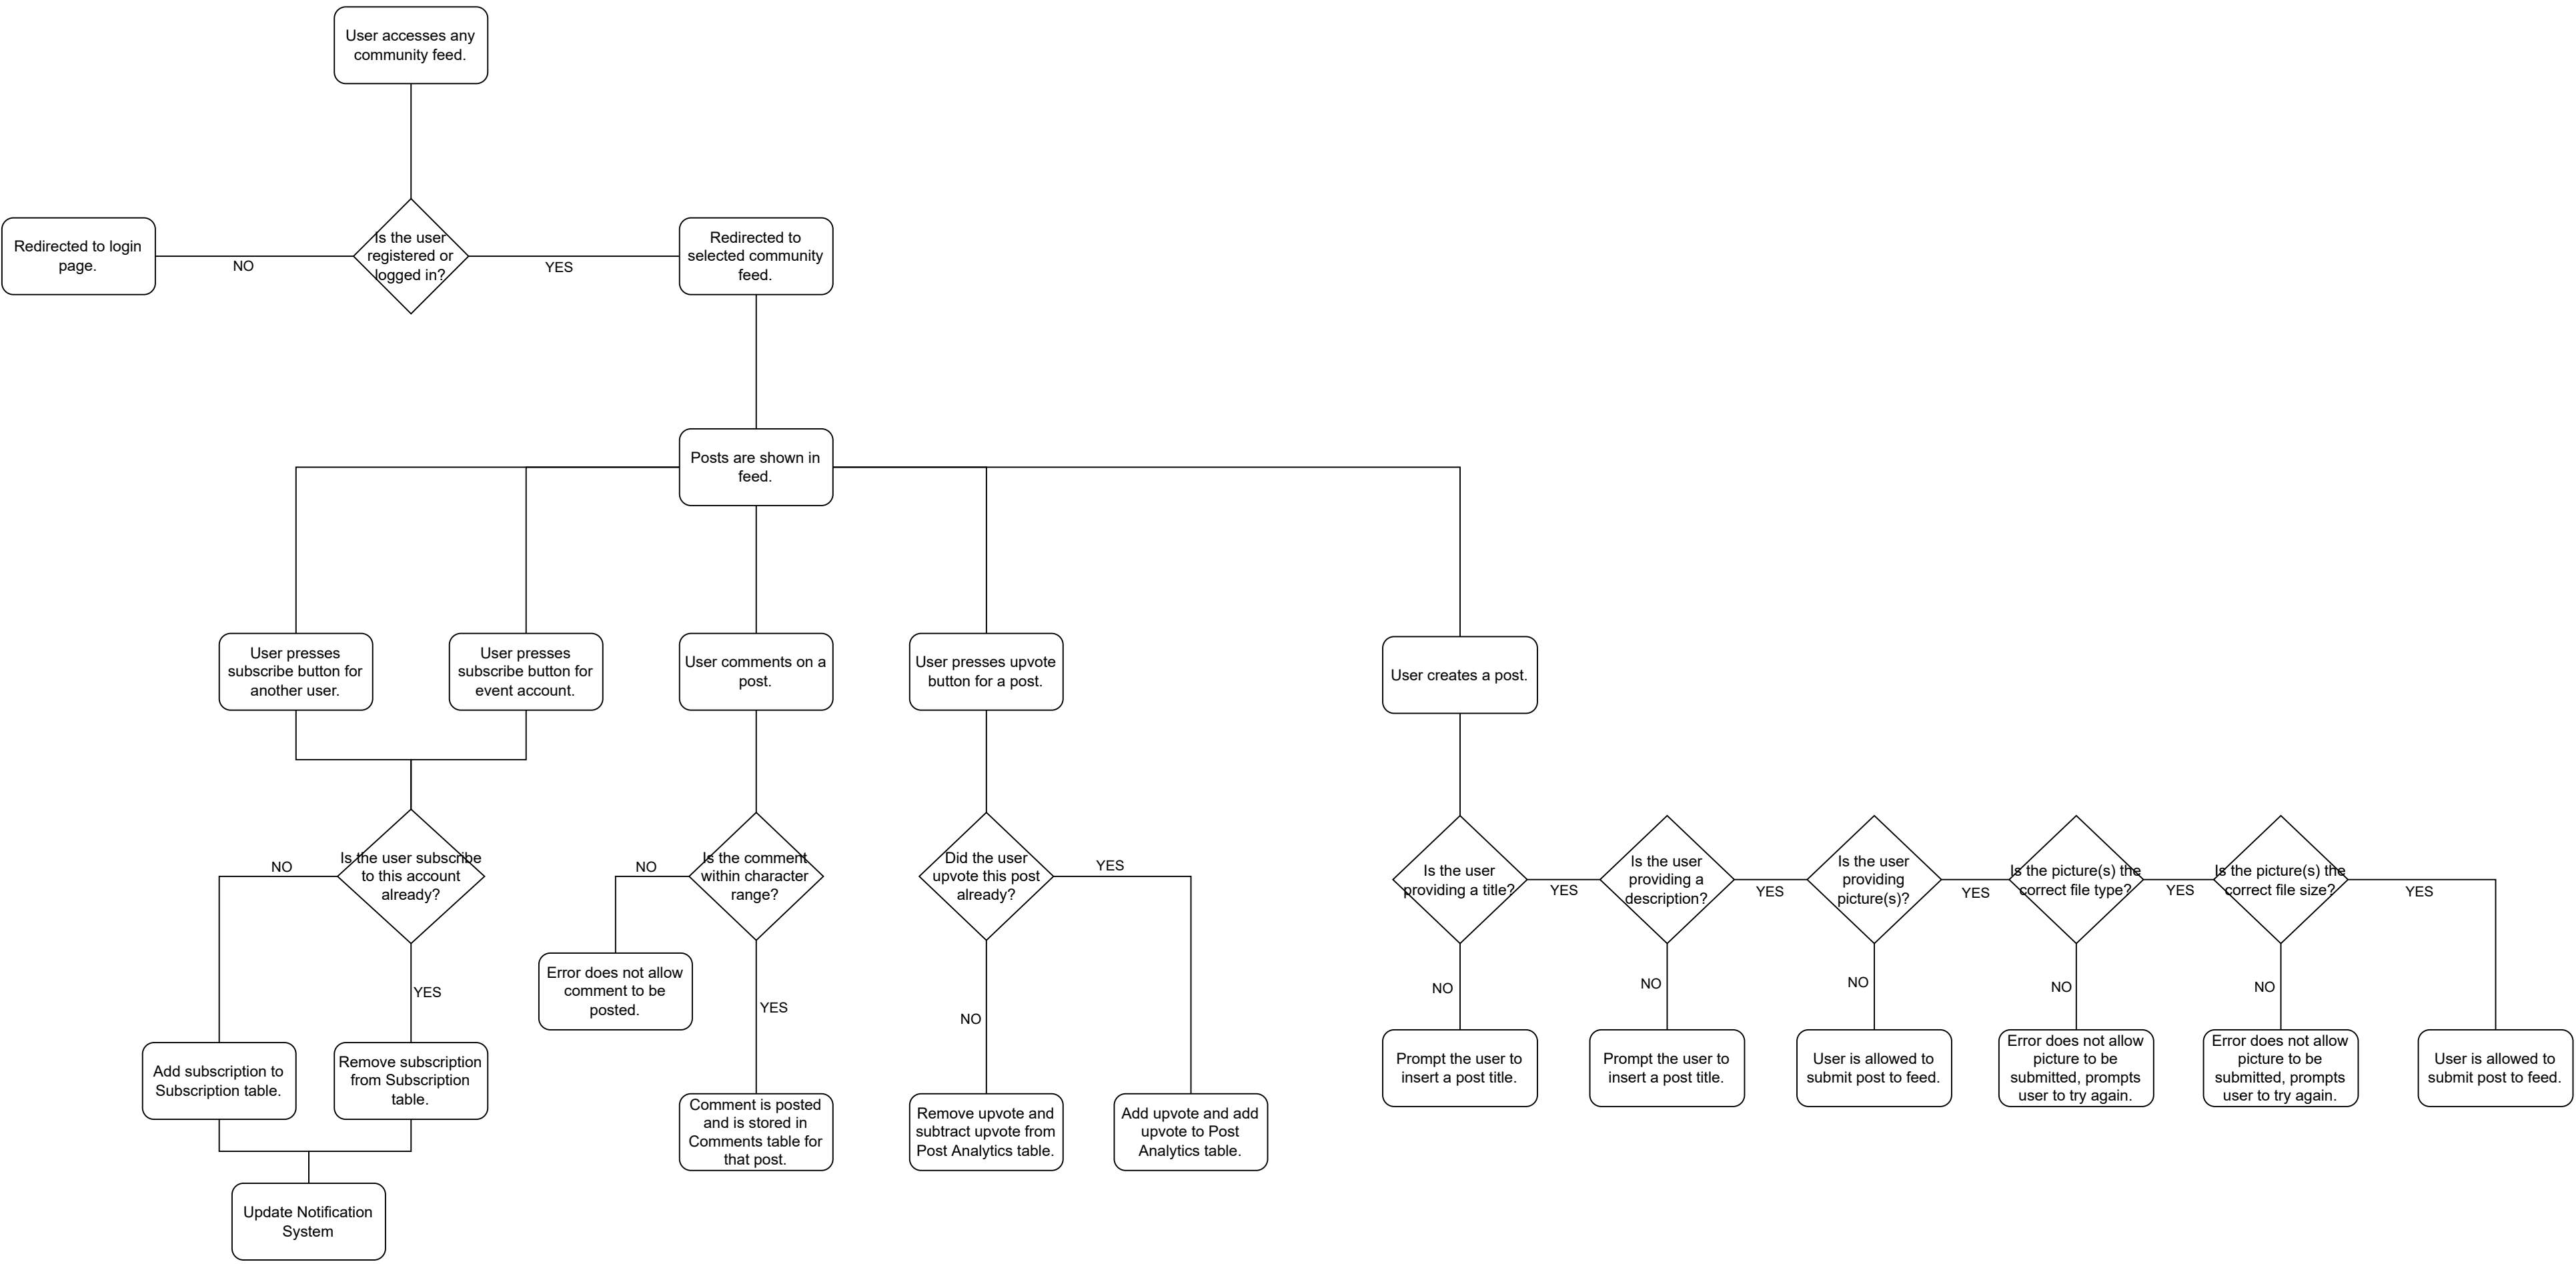 User accesses any
community feed.
Redirected to login
page.
NO
Is the user
registered or
logged in?
YES
Redirected to
selected community
feed.
Posts are shown in
feed.
User presses
subscribe button for
another user.
User presses
subscribe button for
event account.
User comments on a
post.
User presses upvote
button for a post.
User creates a post.
NO
Is the user subscribe
to this account
already?
YES
NO
Is the comment
within character
range?
YES
Did the user
upvote this post
already?
YES
NO
Is the user
providing a title?
YES
NO
Is the user
providing a
description?
YES
NO
Is the user
providing
picture(s)?
YES
NO
Is the picture(s) the
correct file type?
YES
NO
Is the picture(s) the
correct file size?
YES
NO
Error does not allow
comment to be
posted.
Add subscription to
Subscription table.
Remove subscription
from Subscription
table.
Comment is posted
and is stored in
Comments table for
that post.
Remove upvote and
subtract upvote from
Post Analytics table.
Add upvote and add
upvote to Post
Analytics table.
Prompt the user to
insert a post title.
Prompt the user to
insert a post title.
User is allowed to
submit post to feed.
Error does not allow
picture to be
submitted, prompts
user to try again.
Error does not allow
picture to be
submitted, prompts
user to try again.
User is allowed to
submit post to feed.
Update Notification
System